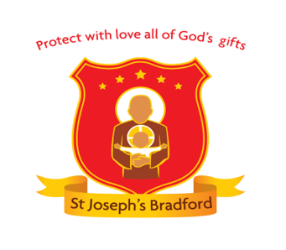 Protect with love all of God's gifts
St Joseph's Bradford